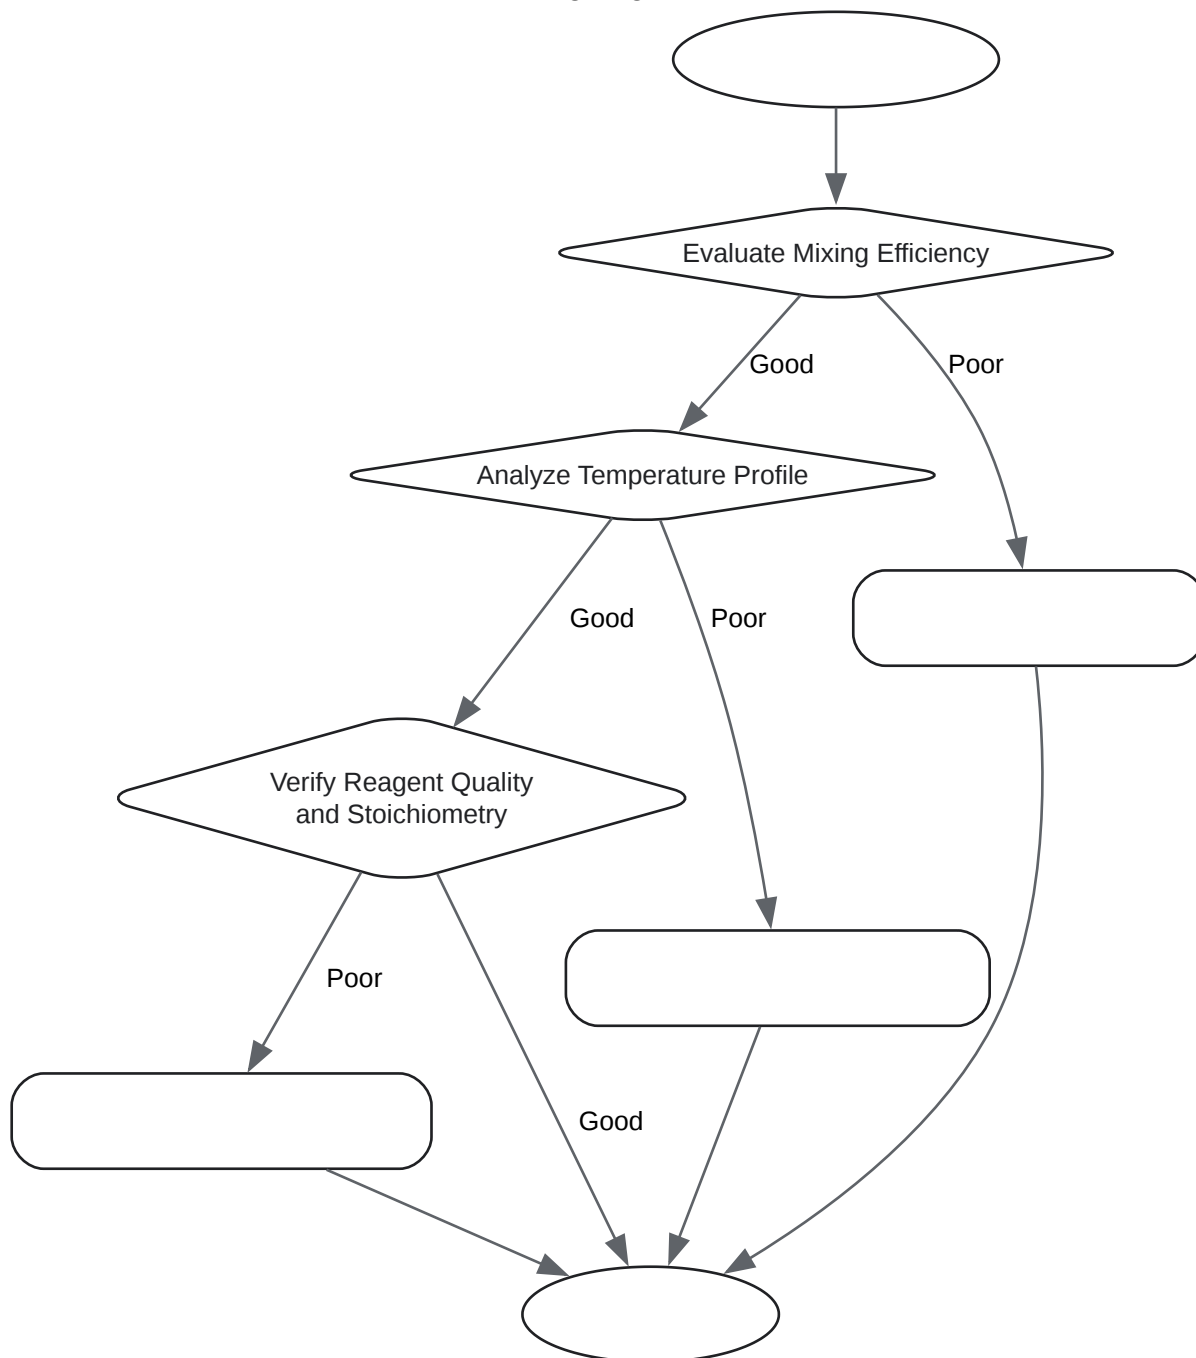 Evaluate Mixing Efficiency
Good
Poor
Analyze Temperature Profile
Good
Poor
Verify Reagent Quality
and Stoichiometry
Poor
Good